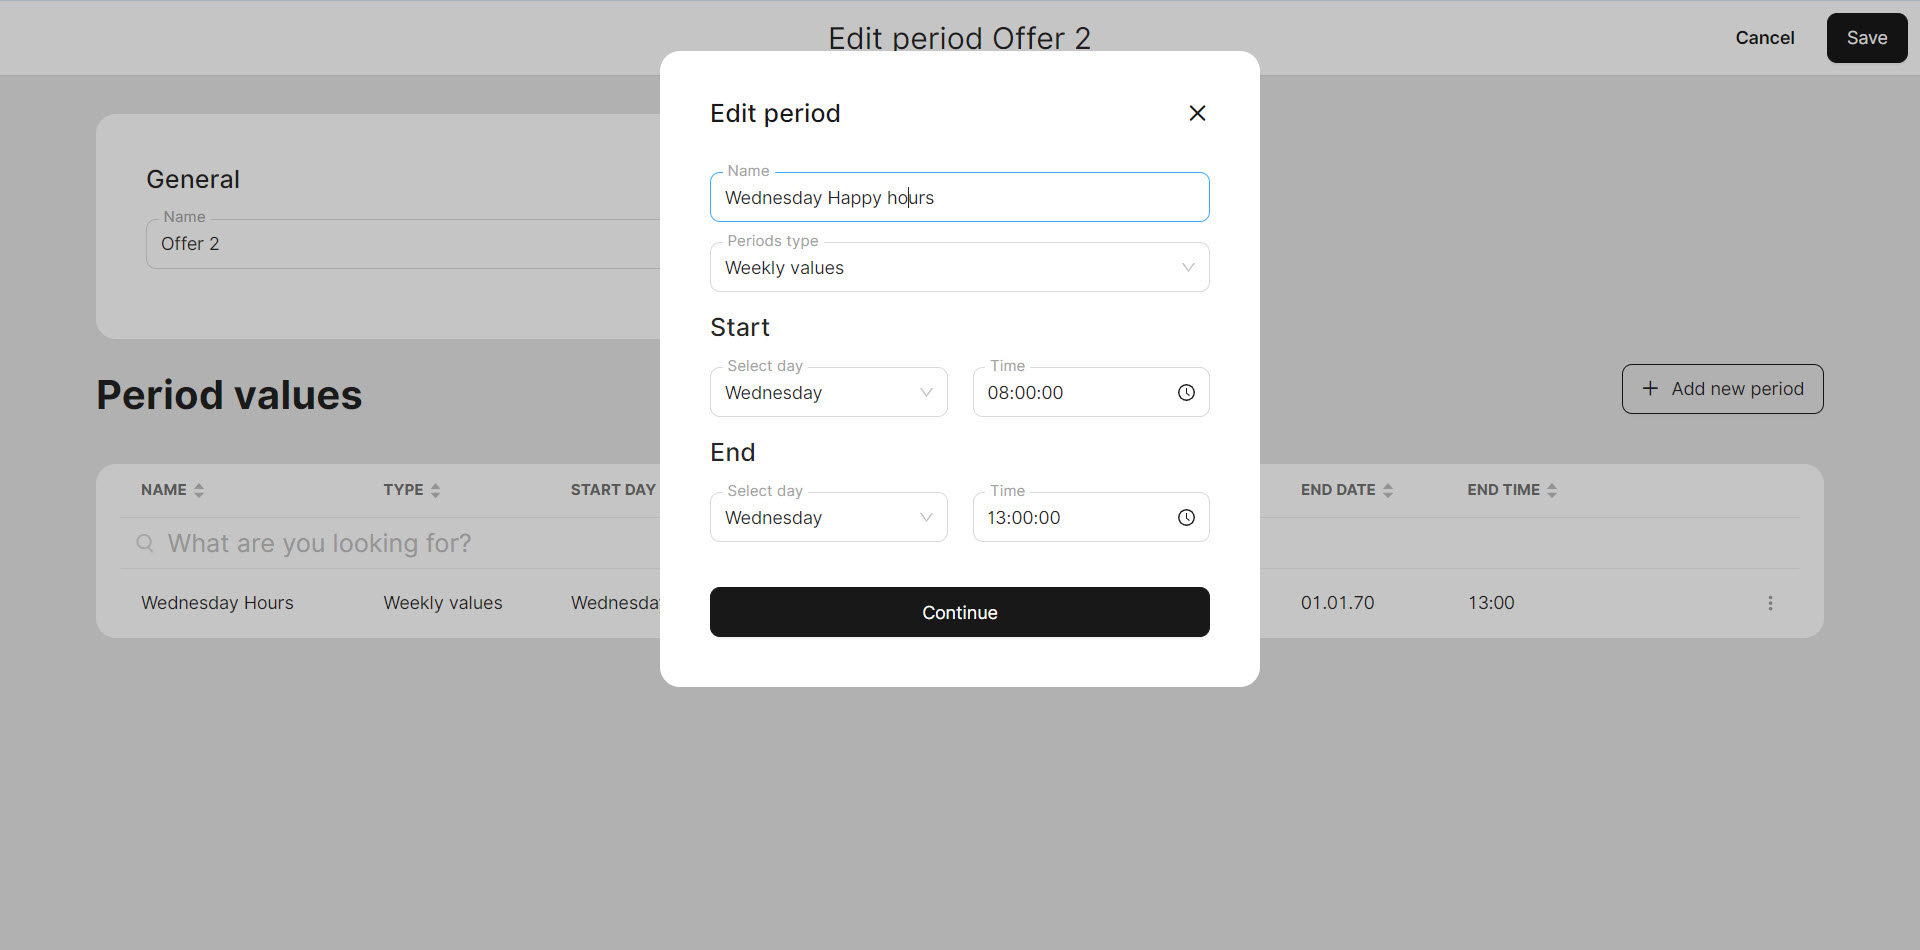 Edit period Offer 2
Cancel
Save
General
Name
Offer 2
Edit period
Name
Wednesday Happy hours
Periods type
Weekly values
Start
Select day
Wednesday
Time
08:00:00
End
Select day
Wednesday
Time
13:00:00
Continue
Period values
Add new period
NAME TYPE START DAY END DATE END TIME
What are you looking for?
Wednesday Hours Weekly values 01.01.70 13:00